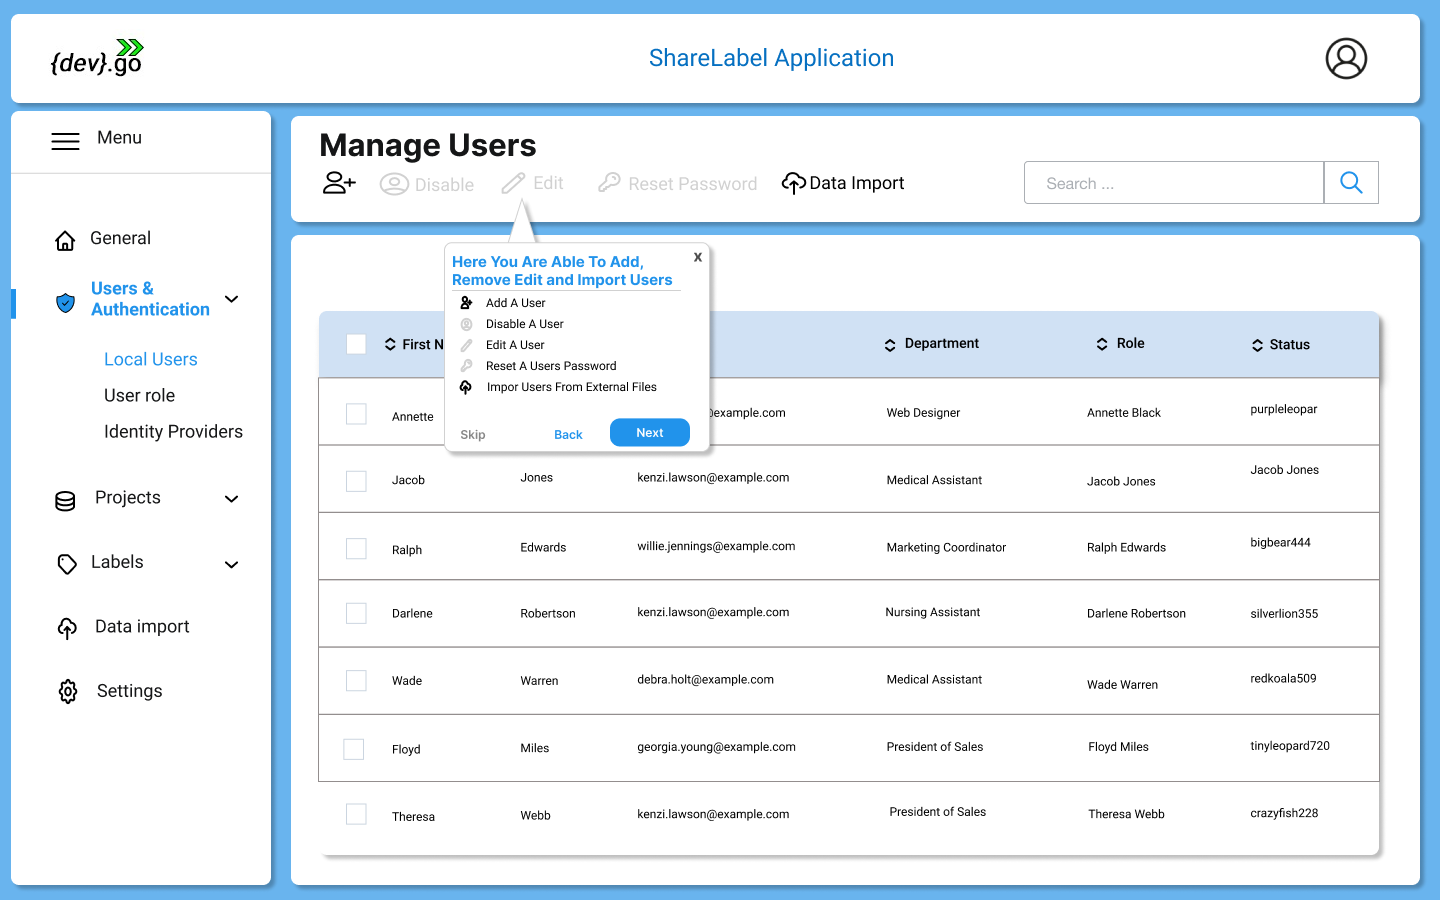 {dev}.go
ShareLabel Application
Menu
General
Users &
Authentication
Local Users
User role
Identity Providers
Projects
Labels
Data import
Settings
Manage Users
Disable
Edit
Reset Password
Data Import
Search ...
Here You Are Able To Add,
Remove Edit and Import Users
x
Add A User
Disable A User
Edit A User
Reset A Users Password
Impor Users From External Files
Skip
Back
Next
First N
Department
Role
Status
Annette
@example.com
Web Designer
Annette Black
purpleleopar
Jacob
Jones
kenzi.lawson@example.com
Medical Assistant
Jacob Jones
Jacob Jones
Ralph
Edwards
willie.jennings@example.com
Marketing Coordinator
Ralph Edwards
bigbear444
Darlene
Robertson
kenzi.lawson@example.com
Nursing Assistant
Darlene Robertson
silverlion355
Wade
Warren
debra.holt@example.com
Medical Assistant
Wade Warren
redkoala509
Floyd
Miles
georgia.young@example.com
President of Sales
Floyd Miles
tinyleopard720
Theresa
Webb
kenzi.lawson@example.com
President of Sales
Theresa Webb
crazyfish228